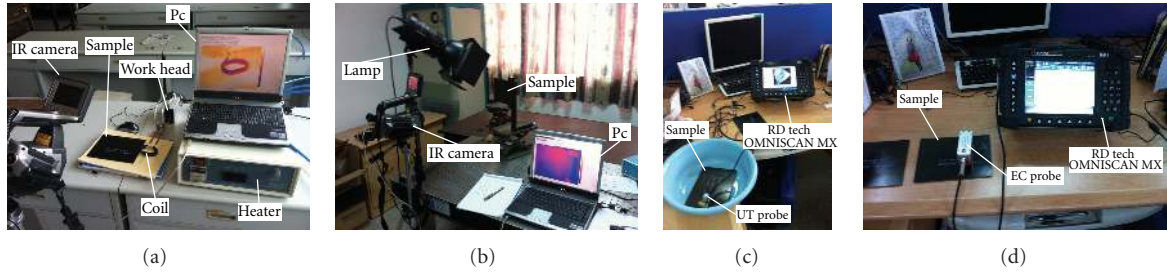 Pc
Sample
IR camera
Work head
Coil
Heater
(a)
Lamp
Sample
IR camera
Pc
(b)
Sample
RD tech
OMNISCAN MX
UT probe
(c)
Sample
EC probe
RD tech
OMNISCAN MX
(d)